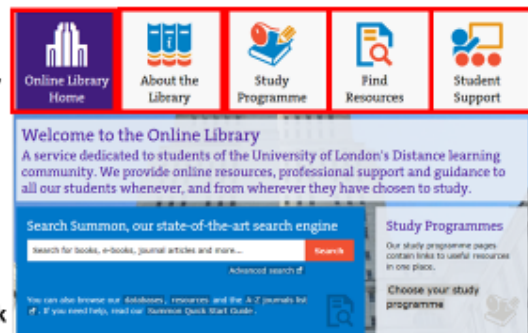 Online Library
Home
About the
Library
Study
Programme
Find
Resources
Student
Support
Welcome to the Online Library
A service dedicated to students of the University of London's Distance learning
community. We provide online resources, professional support and guidance to
all our students whenever, and from wherever they have chosen to study.
Search Summon, our state-of-the-art search engine
Search for books, e-books, journal articles and more...
Search
Advanced search
You can also browse our databases, resources and the A-Z journals list
. If you need help, read our Summon Quick Start Guide.
Study Programmes
Our study programme pages
contain links to useful resources
in one place.
Choose your study
programme